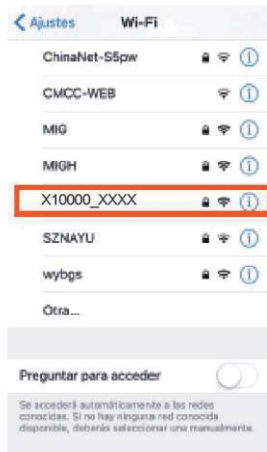 Ajustes Wi-Fi
ChinaNet-S5pw
CMCC-WEB
MIG
MIGH
X10000_XXXX
SZNAYU
wybgs
Otra...
Preguntar para acceder
Se accederá automáticamente a las redes
conocidas. Si no hay ninguna red conocida
disponible, deberás seleccionar una manualmente.